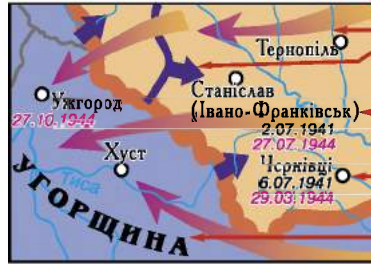 Тернопіль
Станіслав
(Івано-Франківськ)
2.07.1941
27.07.1944
Ужгород
27.10.1944
Хуст
Чернівці
6.07.1941
29.03.1944
Тиса
УГОРЩИНА